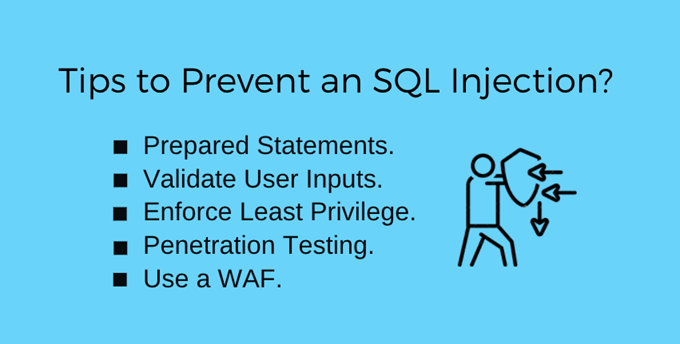 Tips to Prevent an SQL Injection?
■ Prepared Statements.
■ Validate User Inputs.
■ Enforce Least Privilege.
■ Penetration Testing.
■ Use a WAF.